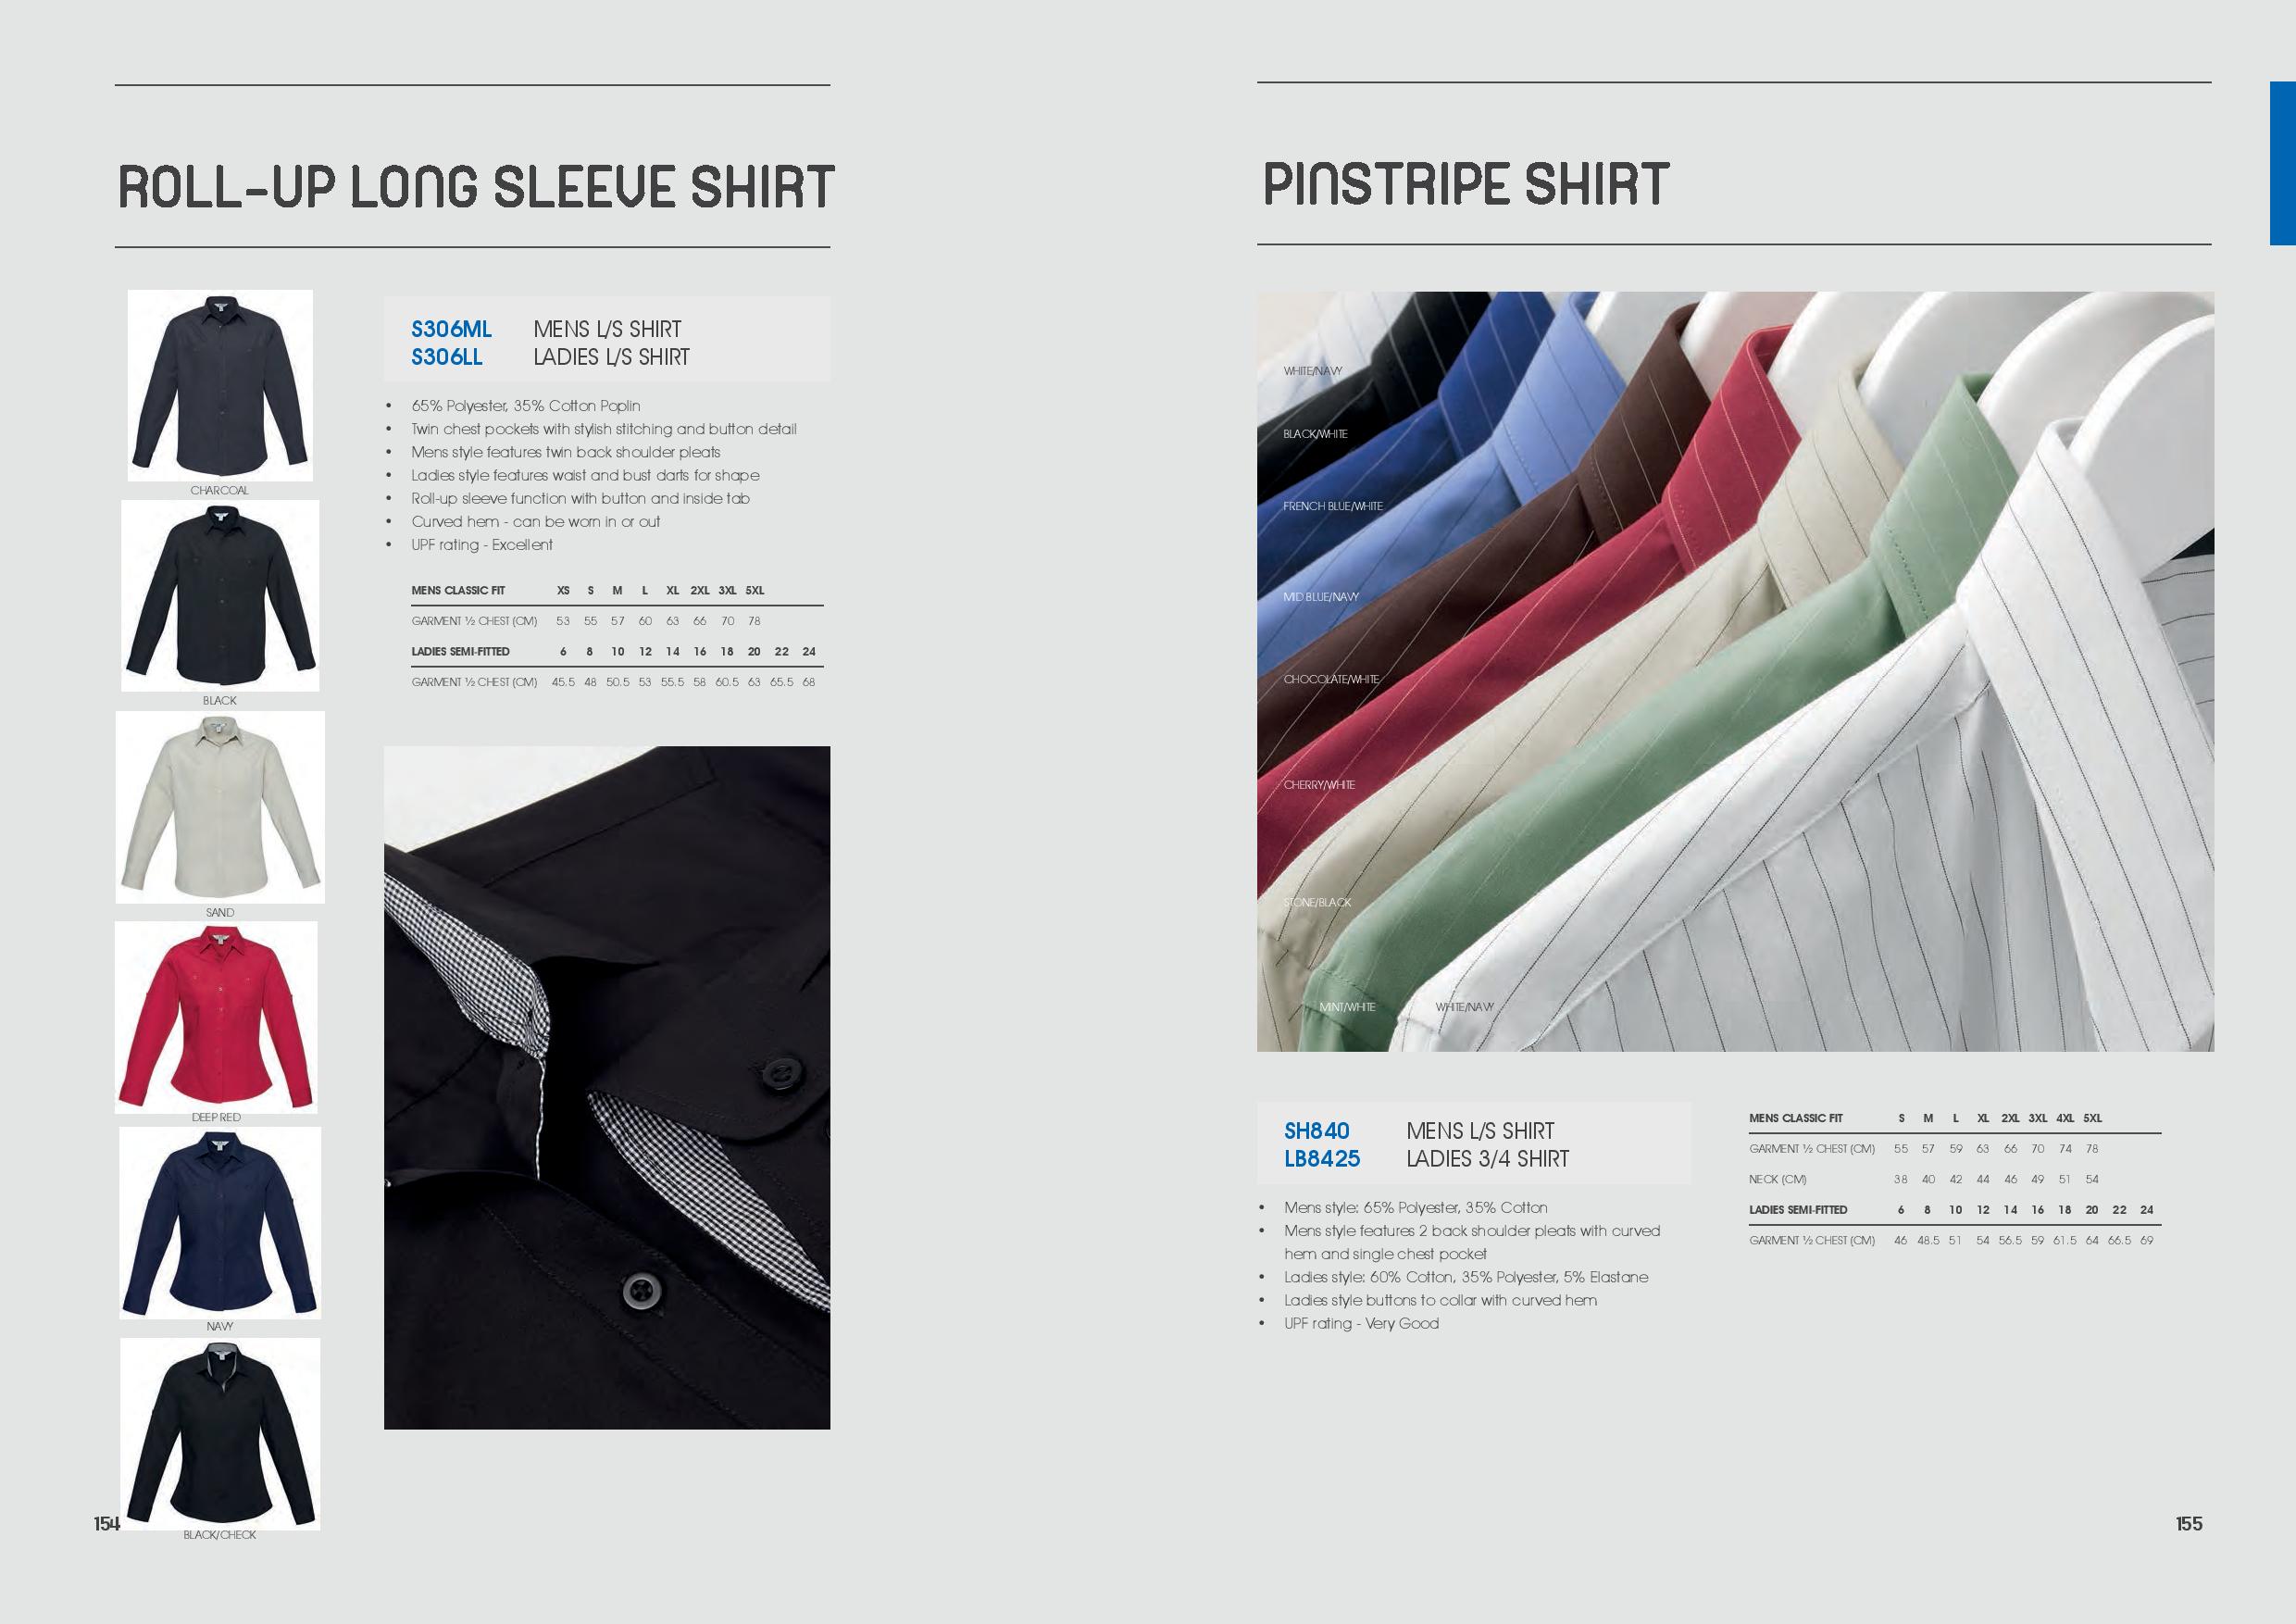 ROLL-UP LONG SLEEVE SHIRT
CHARCOAL
BLACK
SAND
DEEP RED
NAVY
BLACK/CHECK
S306ML MENS L/S SHIRT
S306LL LADIES L/S SHIRT
• 65% Polyester, 35% Cotton Poplin
• Twin chest pockets with stylish stitching and button detail
• Mens style features twin back shoulder pleats
• Ladies style features waist and bust darts for shape
• Roll-up sleeve function with button and inside tab
• Curved hem - can be worn in or out
• UPF rating - Excellent
MENS CLASSIC FIT XS S M L XL 2XL 3XL 5XL
GARMENT ½ CHEST (CM) 53 55 57 60 63 66 70 78
LADIES SEMI-FITTED 6 8 10 12 14 16 18 20 22 24
GARMENT ½ CHEST (CM) 45.5 48 50.5 53 55.5 58 60.5 63 65.5 68
154
PINSTRIPE SHIRT
WHITE/NAVY
BLACK/WHITE
FRENCH BLUE/WHITE
MID BLUE/NAVY
CHOCOLATE/WHITE
CHERRY/WHITE
STONE/BLACK
MINT/WHITE WHITE/NAVY
SH840 MENS L/S SHIRT
LB8425 LADIES 3/4 SHIRT
• Mens style: 65% Polyester, 35% Cotton
• Mens style features 2 back shoulder pleats with curved
hem and single chest pocket
• Ladies style: 60% Cotton, 35% Polyester, 5% Elastane
• Ladies style buttons to collar with curved hem
• UPF rating - Very Good
MENS CLASSIC FIT S M L XL 2XL 3XL 4XL 5XL
GARMENT ½ CHEST (CM) 55 57 59 63 66 70 74 78
NECK (CM) 38 40 42 44 46 49 51 54
LADIES SEMI-FITTED 6 8 10 12 14 16 18 20 22 24
GARMENT ½ CHEST (CM) 46 48.5 51 54 56.5 59 61.5 64 66.5 69
155